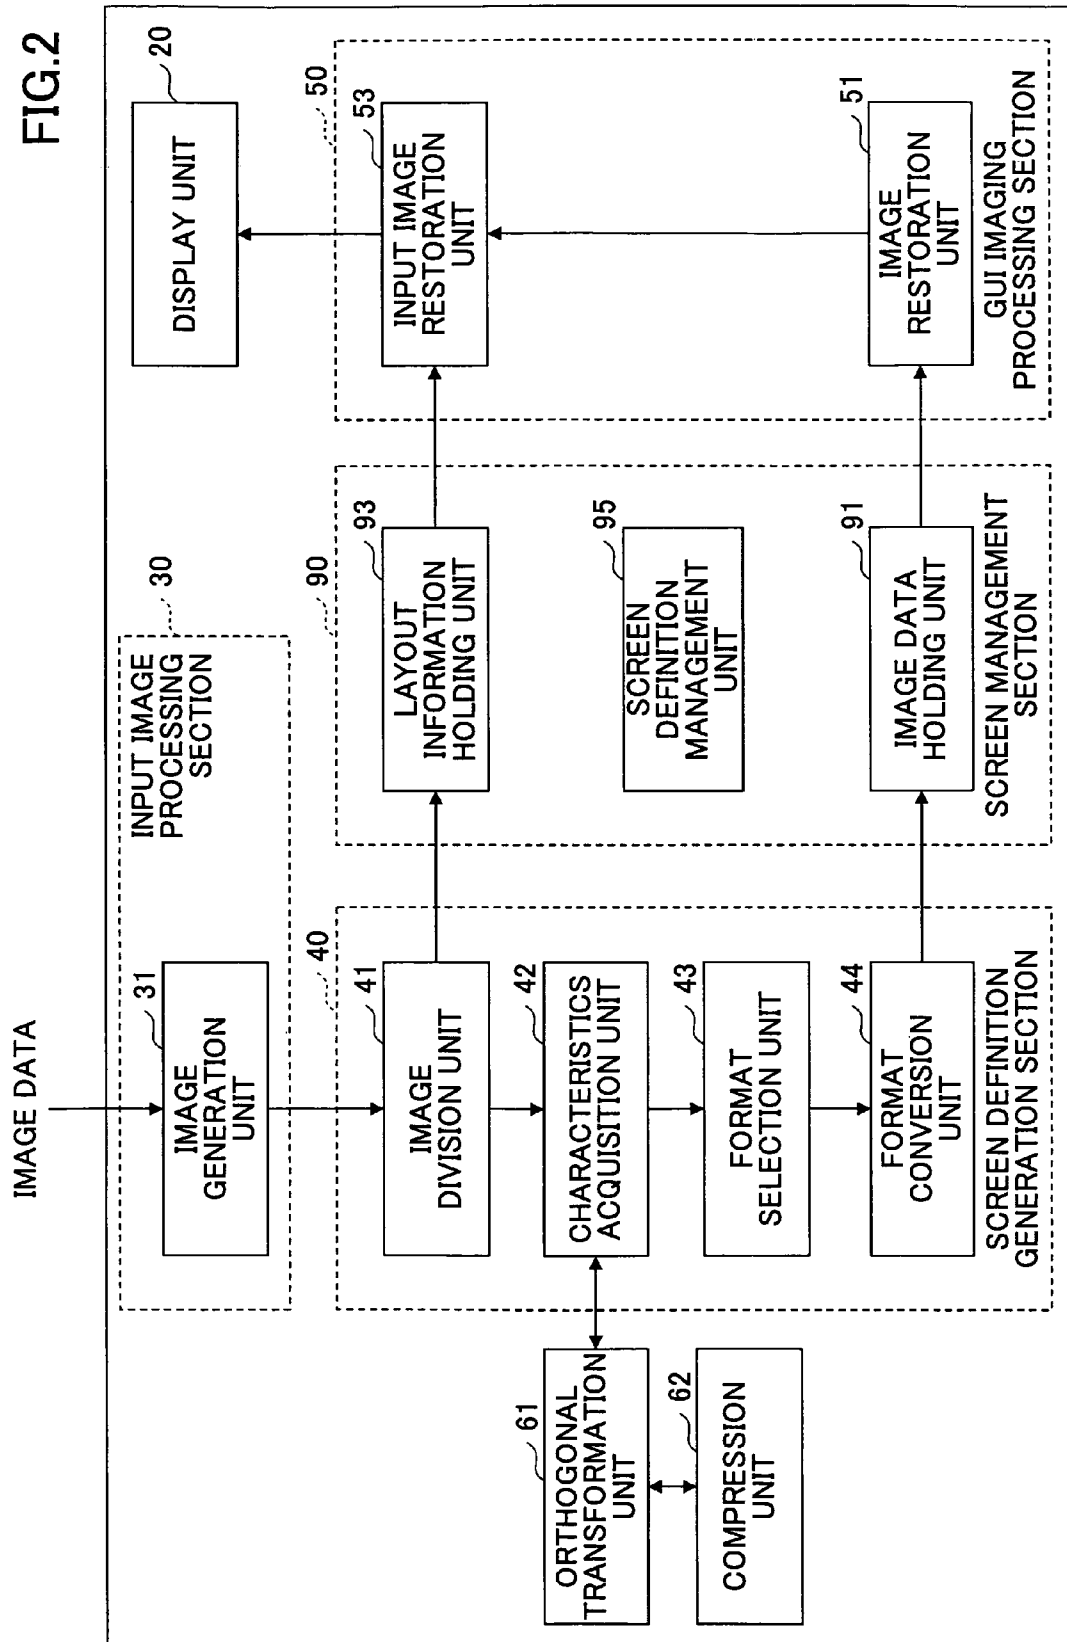 FIG.2
IMAGE DATA
INPUT IMAGE
PROCESSING
SECTION
30
31
IMAGE
GENERATION
UNIT
DISPLAY UNIT
20
40
41
IMAGE
DIVISION UNIT
42
CHARACTERISTICS
ACQUISITION UNIT
43
FORMAT
SELECTION UNIT
44
FORMAT
CONVERSION
UNIT
SCREEN DEFINITION
GENERATION SECTION
61
ORTHOGONAL
TRANSFORMATION
UNIT
62
COMPRESSION
UNIT
90
93
LAYOUT
INFORMATION
HOLDING UNIT
95
SCREEN
DEFINITION
MANAGEMENT
UNIT
91
IMAGE DATA
HOLDING UNIT
SCREEN MANAGEMENT
SECTION
50
53
INPUT IMAGE
RESTORATION
UNIT
51
IMAGE
RESTORATION
UNIT
GUI IMAGING
PROCESSING SECTION